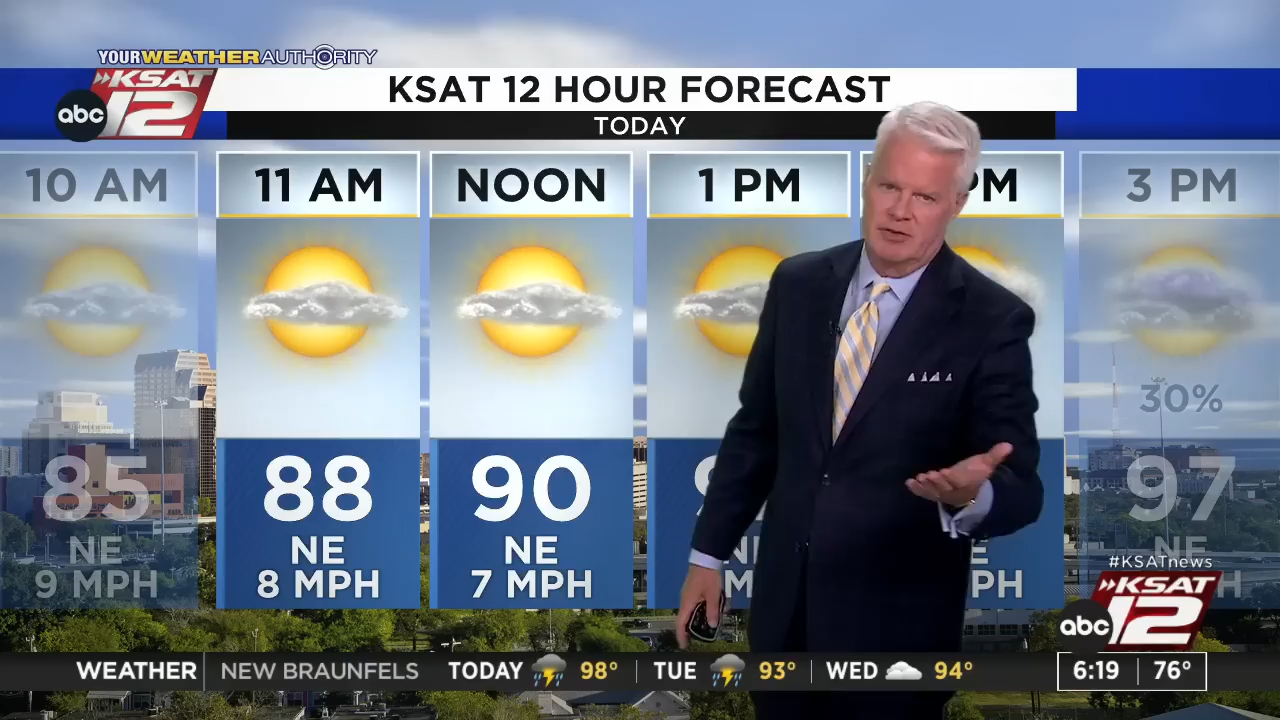 YOURWEATHERAUTHORITY
KSAT
abc 12
KSAT 12 HOUR FORECAST
TODAY
10 AM
11 AM
NOON
1 PM
PM
3 PM
30%
85
88
90
97
NE
NE
NE
NE
9 MPH
8 MPH
7 MPH
#KSATnews
KSAT
abc 12
WEATHER NEW BRAUNFELS TODAY 98° TUE 93° WED 94° 6:19 76°